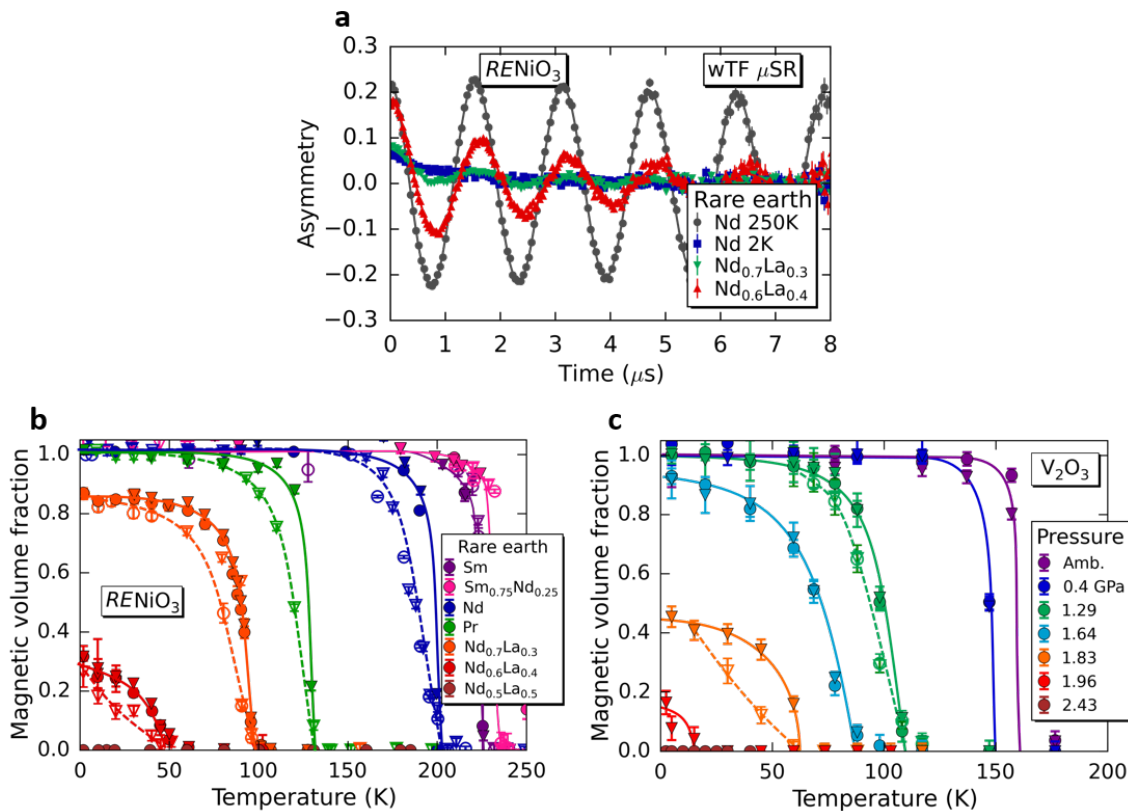 a
0.3
0.2
0.1
0.0
−0.1
−0.2
−0.3
Asymmetry
RENiO3
wTF μSR
Rare earth
Nd 250K
Nd 2K
Nd0.7La0.3
Nd0.6La0.4
0 1 2 3 4 5 6 7 8
Time (μs)
b
1.0
0.8
0.6
0.4
0.2
0.0
Magnetic volume fraction
RENiO3
Rare earth
Sm
Sm0.75Nd0.25
Nd
Pr
Nd0.7La0.3
Nd0.6La0.4
Nd0.5La0.5
0 50 100 150 200 250
Temperature (K)
c
1.0
0.8
0.6
0.4
0.2
0.0
Magnetic volume fraction
V2O3
Pressure
Amb.
0.4 GPa
1.29
1.64
1.83
1.96
2.43
0 50 100 150 200
Temperature (K)